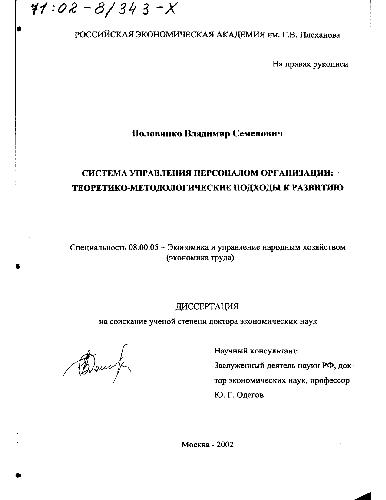 71:02-8/343-X
РОССИЙСКАЯ ЭКОНОМИЧЕСКАЯ АКАДЕМИЯ им. Г.В. Плеханова
На правах рукописи
Половинко Владимир Семенович
СИСТЕМА УПРАВЛЕНИЯ ПЕРСОНАЛОМ ОРГАНИЗАЦИИ:
ТЕОРЕТИКО-МЕТОДОЛОГИЧЕСКИЕ ПОДХОДЫ К РАЗВИТИЮ
Специальность 08.00.05 – Экономика и управление народным хозяйством
(экономика труда)
ДИССЕРТАЦИЯ
на соискание ученой степени доктора экономических наук
Научный консультант:
Заслуженный деятель науки РФ, док-
тор экономических наук, профессор
Ю. Г. Одегов
Москва - 2002